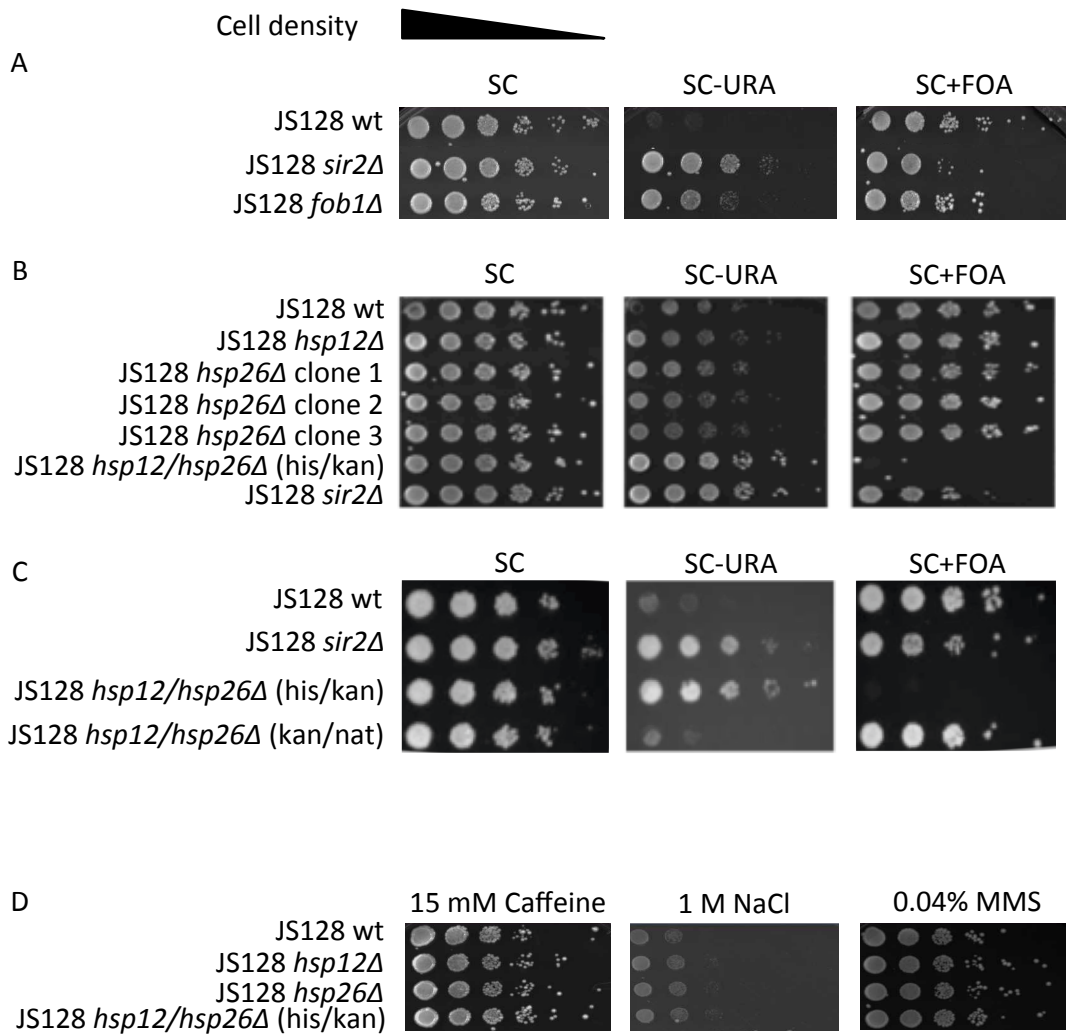 Cell density
A
SC SC-URA SC+FOA
JS128 wt
JS128 sir2Δ
JS128 fob1Δ
B
SC SC-URA SC+FOA
JS128 wt
JS128 hsp12Δ
JS128 hsp26Δ clone 1
JS128 hsp26Δ clone 2
JS128 hsp26Δ clone 3
JS128 hsp12/hsp26Δ (his/kan)
JS128 sir2Δ
C
SC SC-URA SC+FOA
JS128 wt
JS128 sir2Δ
JS128 hsp12/hsp26Δ (his/kan)
JS128 hsp12/hsp26Δ (kan/nat)
D
15 mM Caffeine 1 M NaCl 0.04% MMS
JS128 wt
JS128 hsp12Δ
JS128 hsp26Δ
JS128 hsp12/hsp26Δ (his/kan)